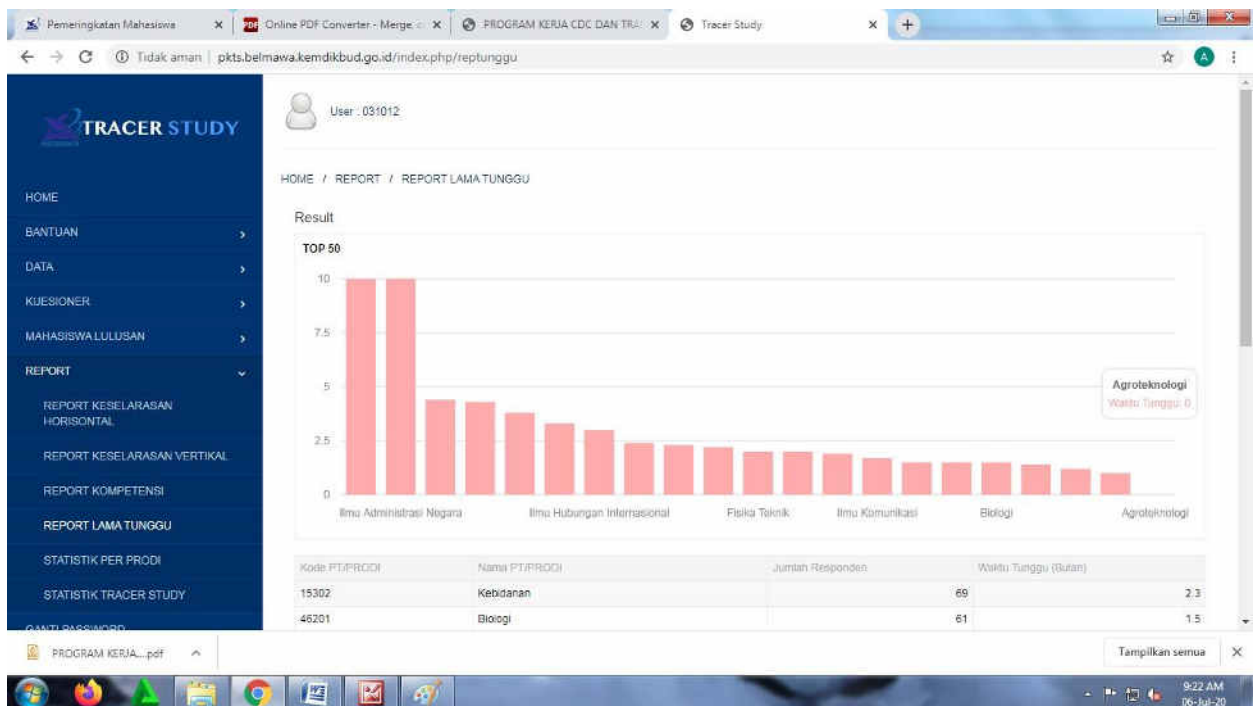 Pemeringkatan Mahasiswa
Online PDF Converter - Merge, c
PROGRAM KERJA CDC DAN TRA
Tracer Study
Tidak aman
pkts.belmawa.kemdikbud.go.id/index.php/reptunggu
A
TRACER STUDY
User : 031012
HOME / REPORT / REPORT LAMA TUNGGU
HOME
BANTUAN
DATA
KUESIONER
MAHASISWA LULUSAN
REPORT
REPORT KESELARASAN
HORISONTAL
REPORT KESELARASAN VERTIKAL
REPORT KOMPETENSI
REPORT LAMA TUNGGU
STATISTIK PER PRODI
STATISTIK TRACER STUDY
GANTI PASSWORD
Result
TOP 50
10
7.5
5
2.5
0
Agroteknologi
Waktu Tunggu: 0
Ilmu Administrasi Negara
Ilmu Hubungan Internasional
Fisika Teknik
Ilmu Komunikasi
Biologi
Agroteknologi
Kode PT/PRODI
Nama PT/PRODI
Jumlah Responden
Waktu Tunggu (Bulan)
15302 Kebidanan 69 2.3
46201 Biologi 61 1.5
PROGRAM KERJA....pdf
Tampilkan semua
9:22 AM
06-Jul-20